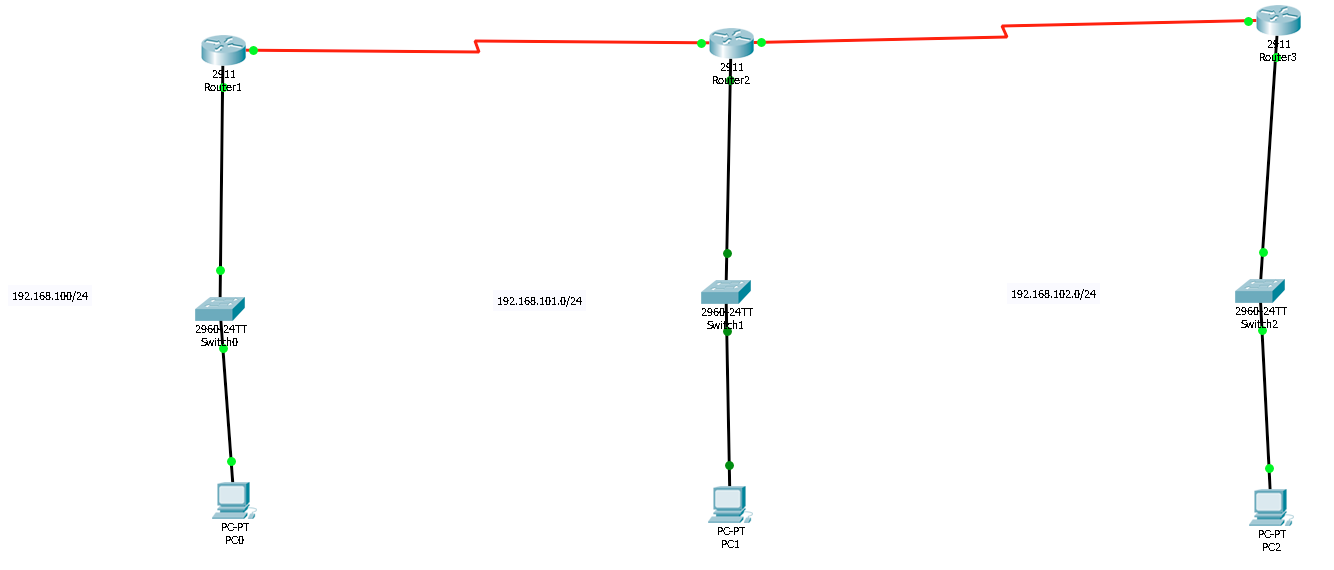 2911
Router1
2911
Router2
2911
Router3
192.168.100/24
192.168.101.0/24
192.168.102.0/24
2960-24TT
Switch0
2960-24TT
Switch1
2960-24TT
Switch2
PC-PT
PC0
PC-PT
PC1
PC-PT
PC2